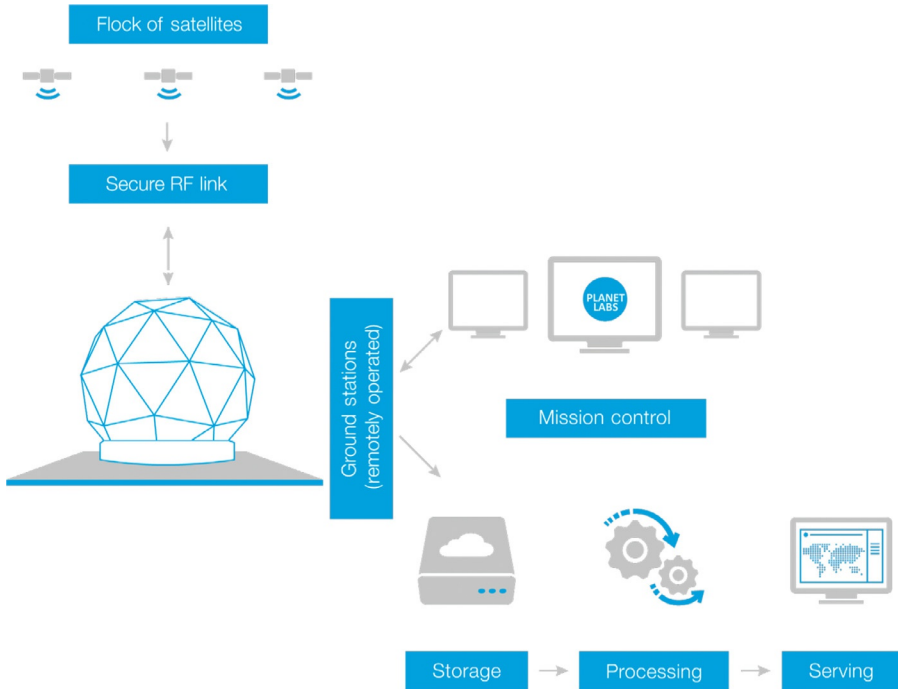 Flock of satellites
Secure RF link
PLANET
LABS
Ground stations
(remotely operated)
Mission control
Storage
Processing
Serving